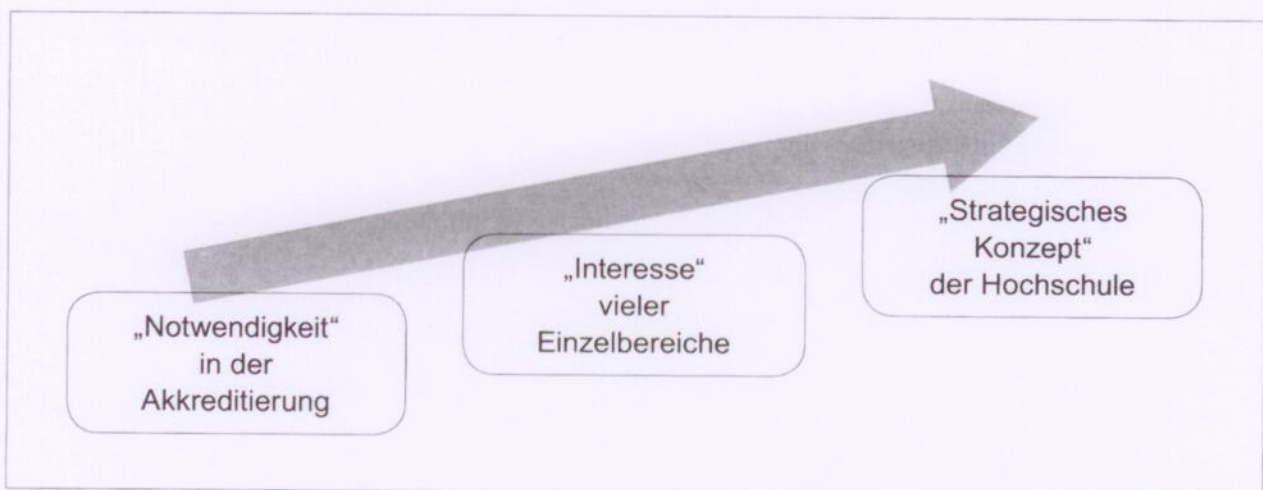 „Notwendigkeit“
in der
Akkreditierung
„Interesse“
vieler
Einzelbereiche
„Strategisches
Konzept“
der Hochschule